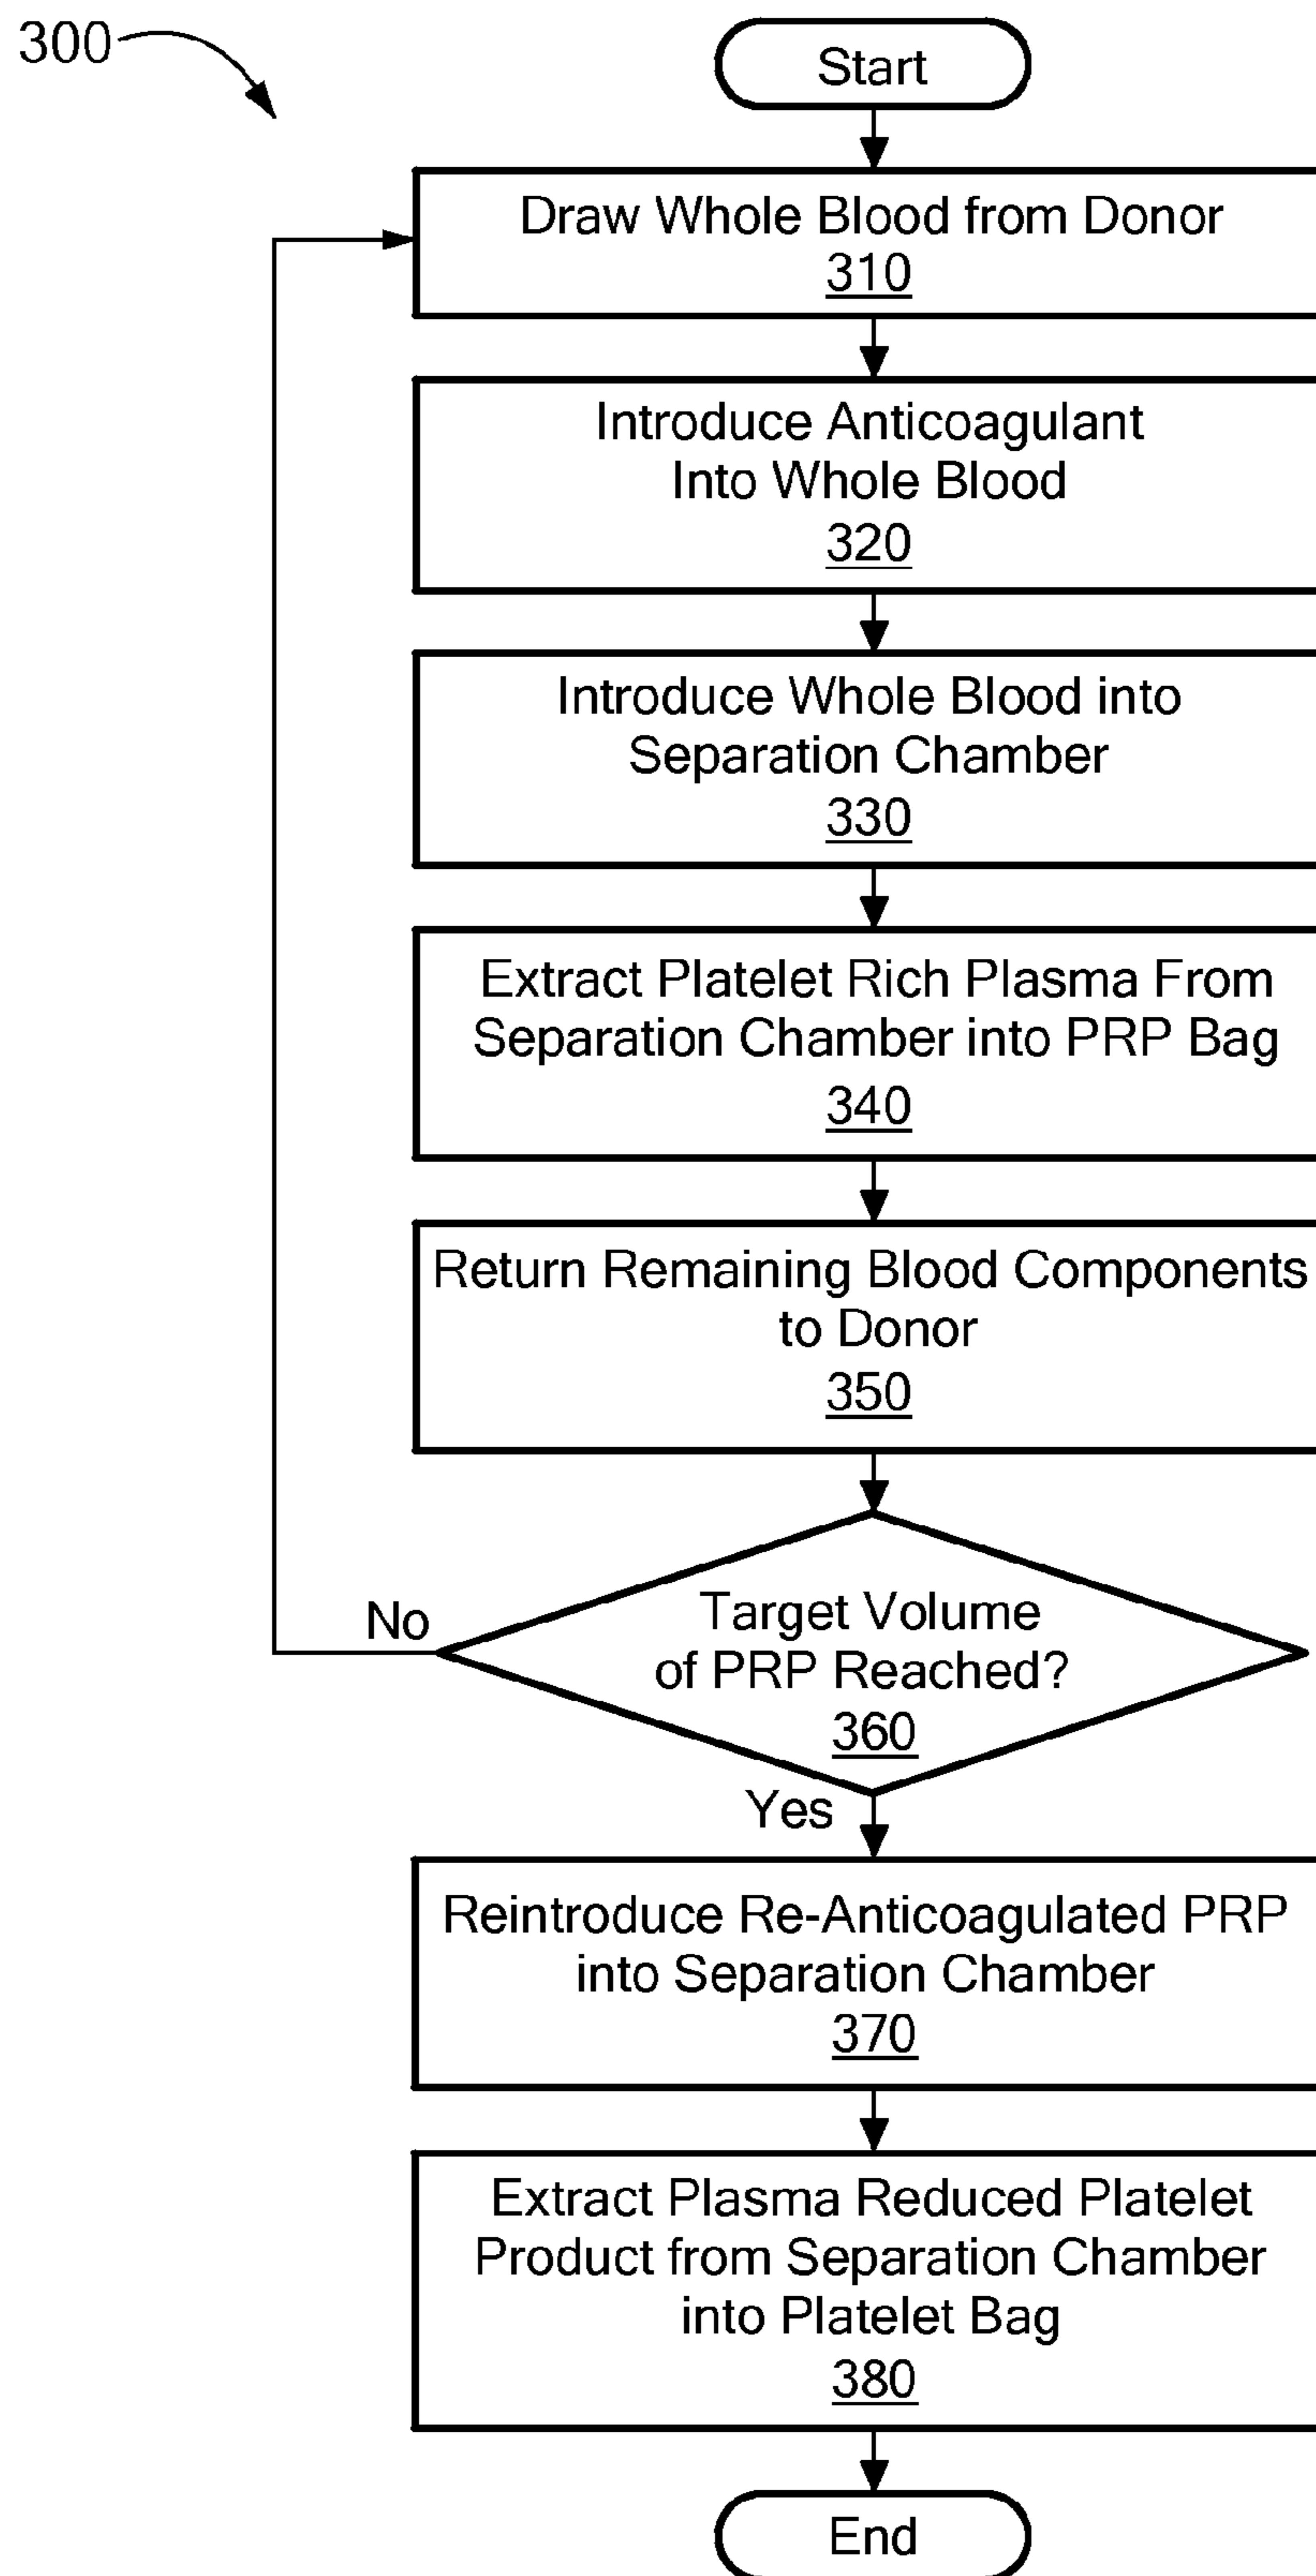 300
Start
Draw Whole Blood from Donor
310
Introduce Anticoagulant
Into Whole Blood
320
Introduce Whole Blood into
Separation Chamber
330
Extract Platelet Rich Plasma From
Separation Chamber into PRP Bag
340
Return Remaining Blood Components
to Donor
350
Target Volume
of PRP Reached?
360
No
Yes
Reintroduce Re-Anticoagulated PRP
into Separation Chamber
370
Extract Plasma Reduced Platelet
Product from Separation Chamber
into Platelet Bag
380
End